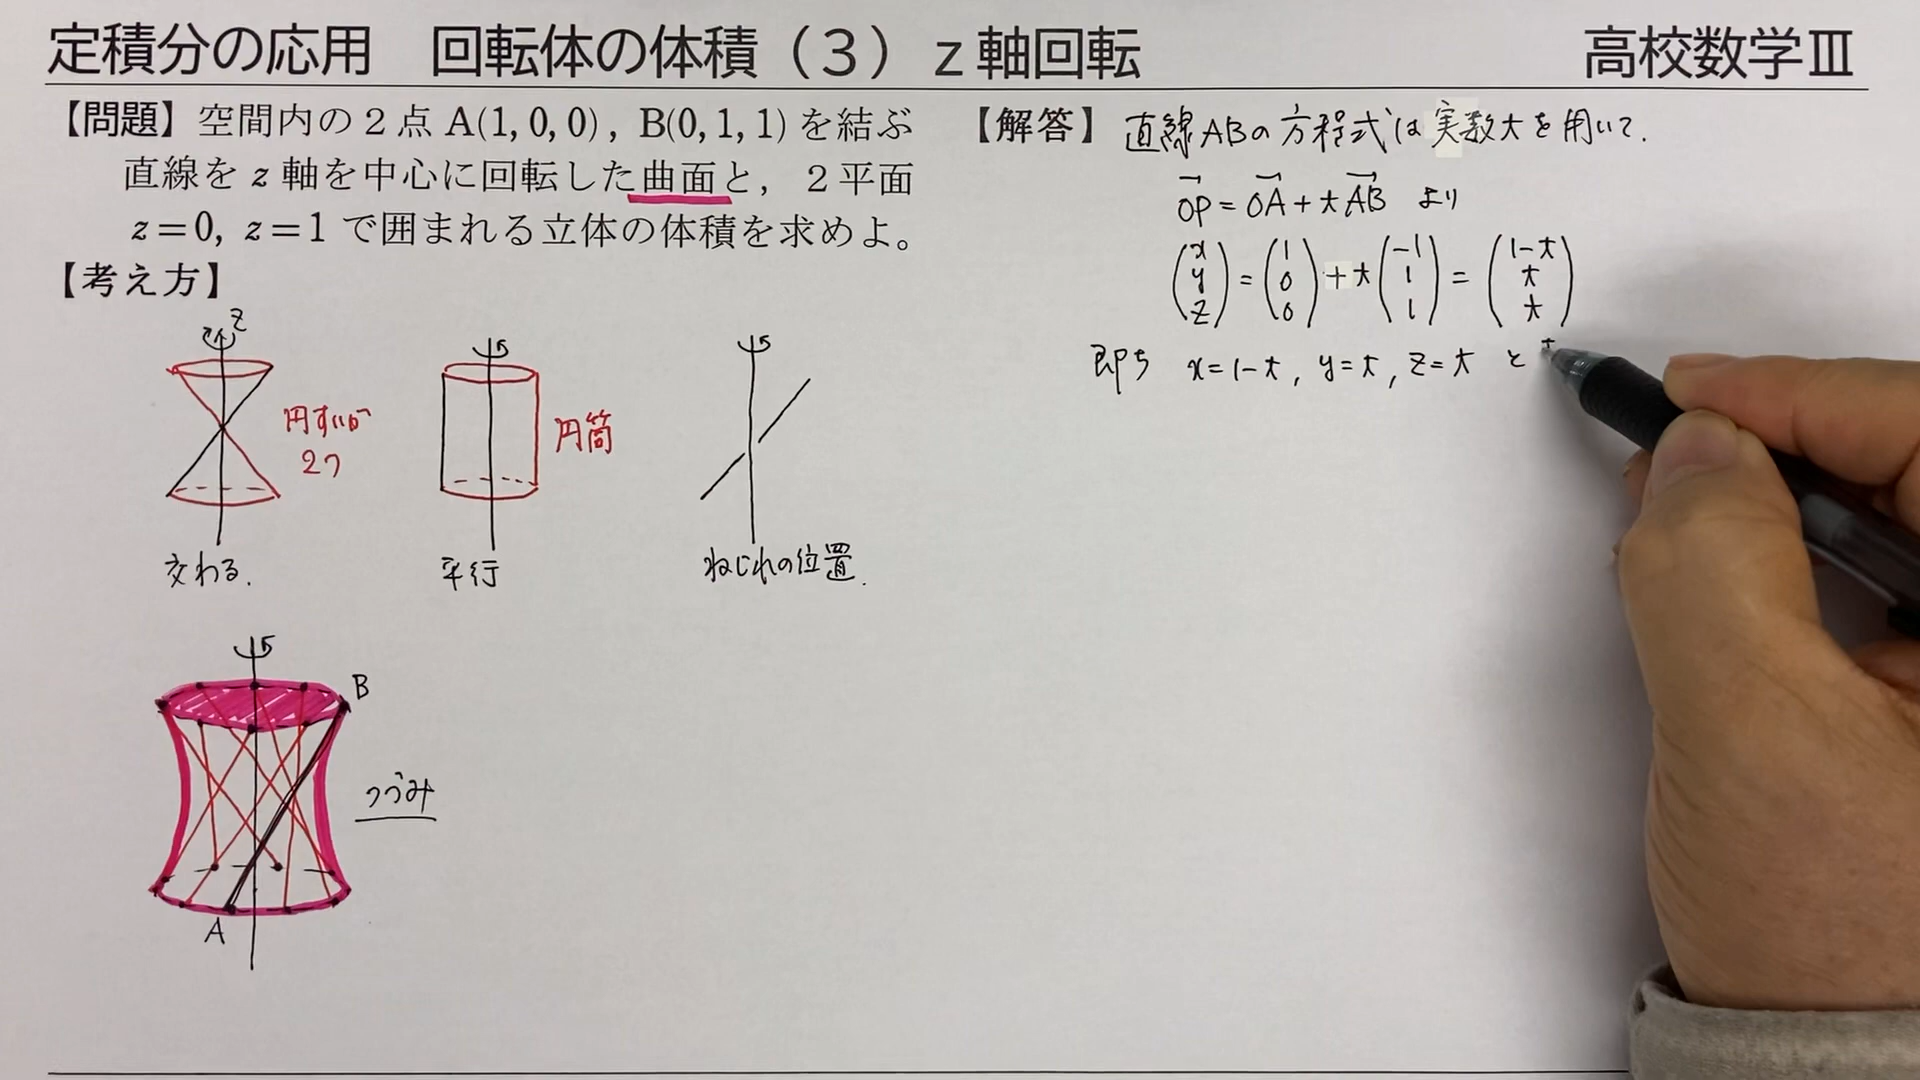 定積分の応用 回転体の体積（３）ｚ軸回転 高校数学Ⅲ
【問題】空間内の２点 A(1, 0, 0) , B(0, 1, 1) を結ぶ
直線を z 軸を中心に回転した曲面と，２平面
z=0, z=1 で囲まれる立体の体積を求めよ。
【考え方】
z
円すいが
2つ
交わる.
円筒
平行
ねじれの位置.
B
つづみ
A
【解答】直線ABの方程式は実数tを用いて.
OP = OA + t AB より
(x y z) = (1 0 0) + t (-1 1 1) = (1-t t t)
即ち x=1-t, y=t, z=t と